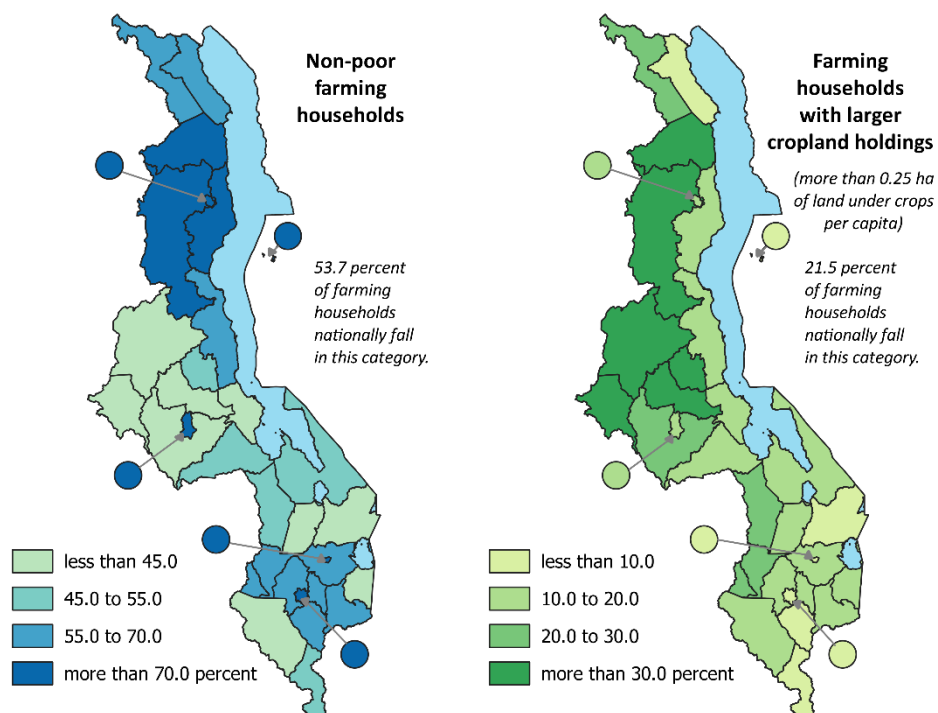 Non-poor
farming
households
53.7 percent
of farming
households
nationally fall
in this category.
less than 45.0
45.0 to 55.0
55.0 to 70.0
more than 70.0 percent
Farming
households
with larger
cropland holdings
(more than 0.25 ha
of land under crops
per capita)
21.5 percent
of farming
households
nationally fall
in this category.
less than 10.0
10.0 to 20.0
20.0 to 30.0
more than 30.0 percent